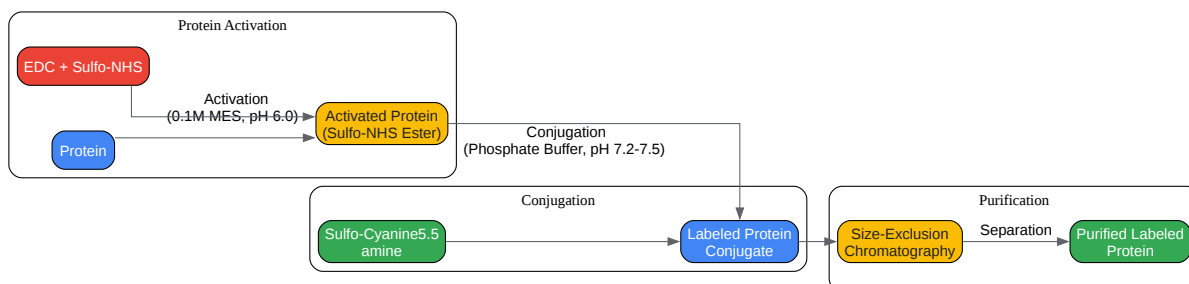 Protein Activation
EDC + Sulfo-NHS
Activation
(0.1M MES, pH 6.0)
Activated Protein
(Sulfo-NHS Ester)
Protein
Conjugation
(Phosphate Buffer, pH 7.2-7.5)
Conjugation
Sulfo-Cyanine5.5
amine
Labeled Protein
Conjugate
Purification
Size-Exclusion
Chromatography
Separation
Purified Labeled
Protein